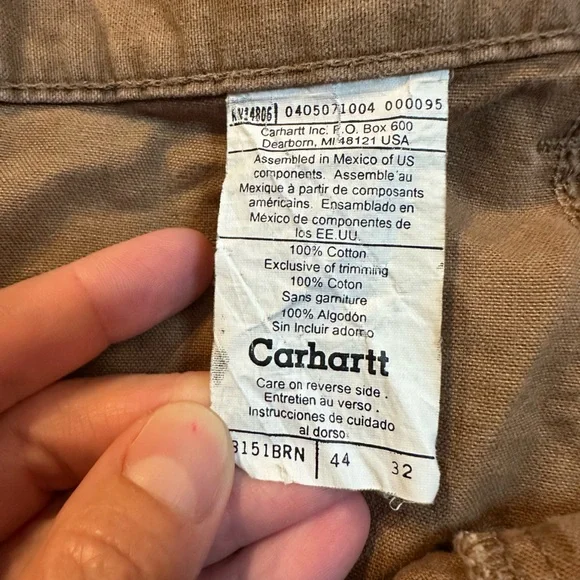 0405071004 000095
Carhartt Inc. P.O. Box 600
Dearborn, MI 48121 USA
Assembled in Mexico of US
components. Assemble au
Mexique à partir de composants
américains. Ensamblado en
México de componentes de
los EE.UU.
100% Cotton
Exclusive of trimming
100% Coton
Sans garniture
100% Algodón
Sin Incluir adorno
Carhartt
Care on reverse side .
Entretien au verso .
Instrucciones de cuidado
al dorso
3151BRN 44 32